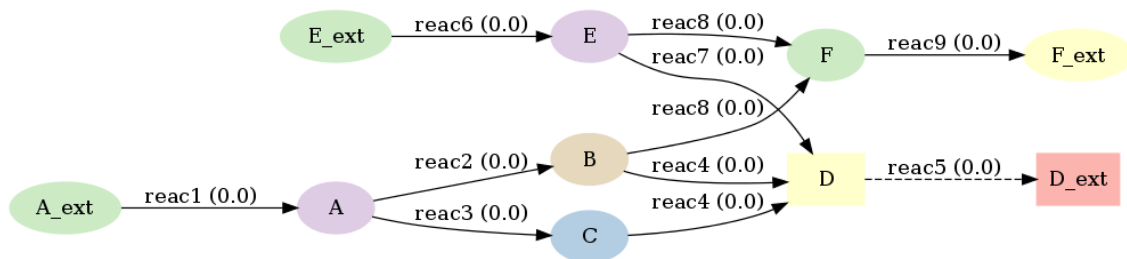 E_ext
reac6 (0.0)
E
reac8 (0.0)
reac7 (0.0)
F
reac9 (0.0)
F_ext
reac8 (0.0)
A_ext
reac1 (0.0)
A
reac2 (0.0)
reac3 (0.0)
B
C
reac4 (0.0)
reac4 (0.0)
D
reac5 (0.0)
D_ext